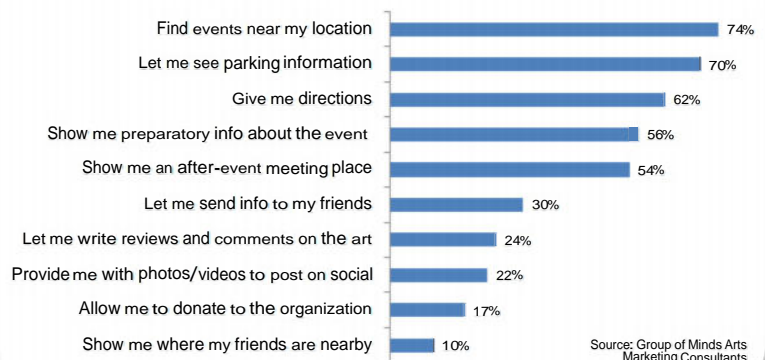 Find events near my location 74%
Let me see parking information 70%
Give me directions 62%
Show me preparatory info about the event 56%
Show me an after-event meeting place 54%
Let me send info to my friends 30%
Let me write reviews and comments on the art 24%
Provide me with photos/videos to post on social 22%
Allow me to donate to the organization 17%
Show me where my friends are nearby 10%
Source: Group of Minds Arts
Marketing Consultants